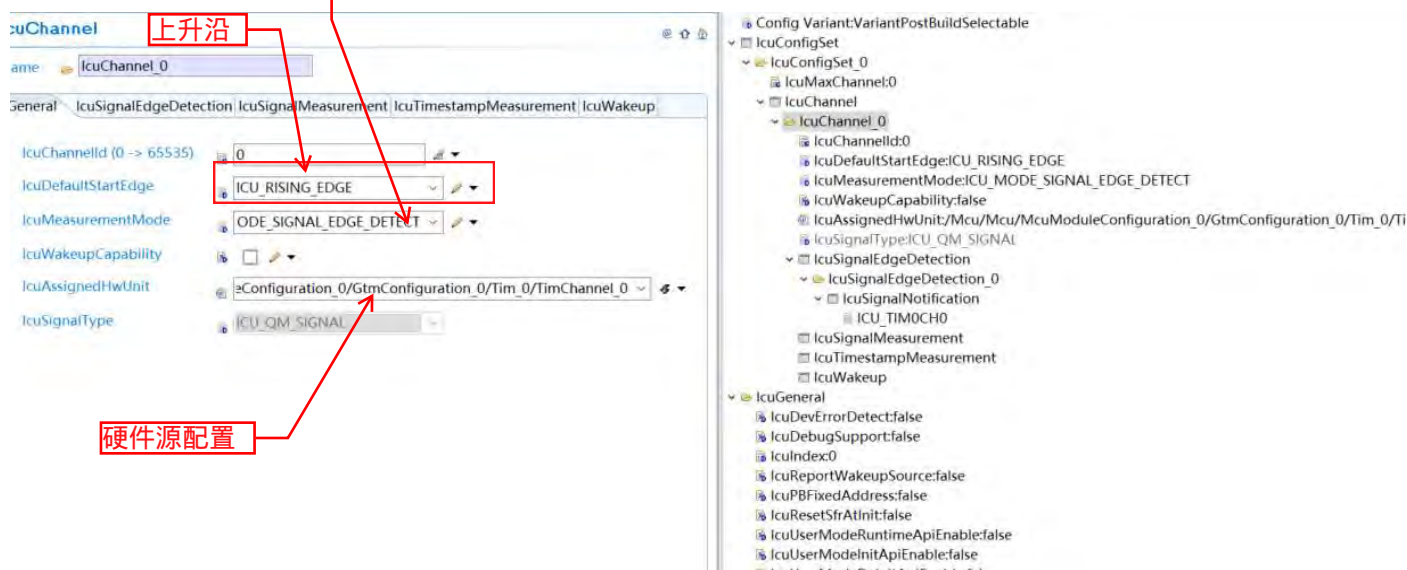 cuChannel
上升沿
ame
IcuChannel_0
General
IcuSignalEdgeDetection
IcuSignalMeasurement
IcuTimestampMeasurement
IcuWakeup
IcuChannelId (0 -> 65535)
0
IcuDefaultStartEdge
ICU_RISING_EDGE
IcuMeasurementMode
ODE_SIGNAL_EDGE_DETECT
IcuWakeupCapability
IcuAssignedHwUnit
eConfiguration_0/GtmConfiguration_0/Tim_0/TimChannel_0
IcuSignalType
ICU_QM_SIGNAL
硬件源配置
Config Variant:VariantPostBuildSelectable
IcuConfigSet
IcuConfigSet_0
IcuMaxChannel:0
IcuChannel
IcuChannel_0
IcuChannelId:0
IcuDefaultStartEdge:ICU_RISING_EDGE
IcuMeasurementMode:ICU_MODE_SIGNAL_EDGE_DETECT
IcuWakeupCapability:false
IcuAssignedHwUnit:/Mcu/Mcu/McuModuleConfiguration_0/GtmConfiguration_0/Tim_0/Ti
IcuSignalType:ICU_QM_SIGNAL
IcuSignalEdgeDetection
IcuSignalEdgeDetection_0
IcuSignalNotification
ICU_TIM0CH0
IcuSignalMeasurement
IcuTimestampMeasurement
IcuWakeup
IcuGeneral
IcuDevErrorDetect:false
IcuDebugSupport:false
IcuIndex:0
IcuReportWakeupSource:false
IcuPBFixedAddress:false
IcuResetSfrAtInit:false
IcuUserModeRuntimeApiEnable:false
IcuUserModeInitApiEnable:false